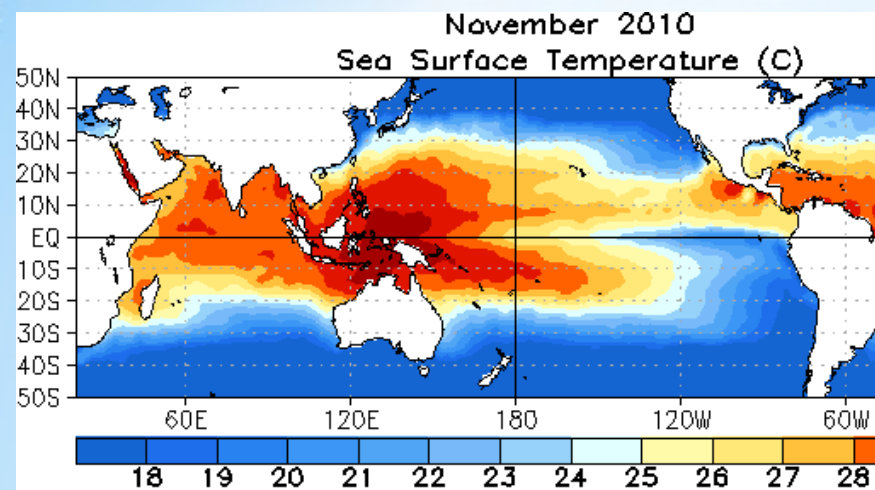 November 2010
Sea Surface Temperature (C)
50N
40N
30N
20N
10N
EQ
10S
20S
30S
40S
50S
60E 120E 180 120W 60W
18 19 20 21 22 23 24 25 26 27 28